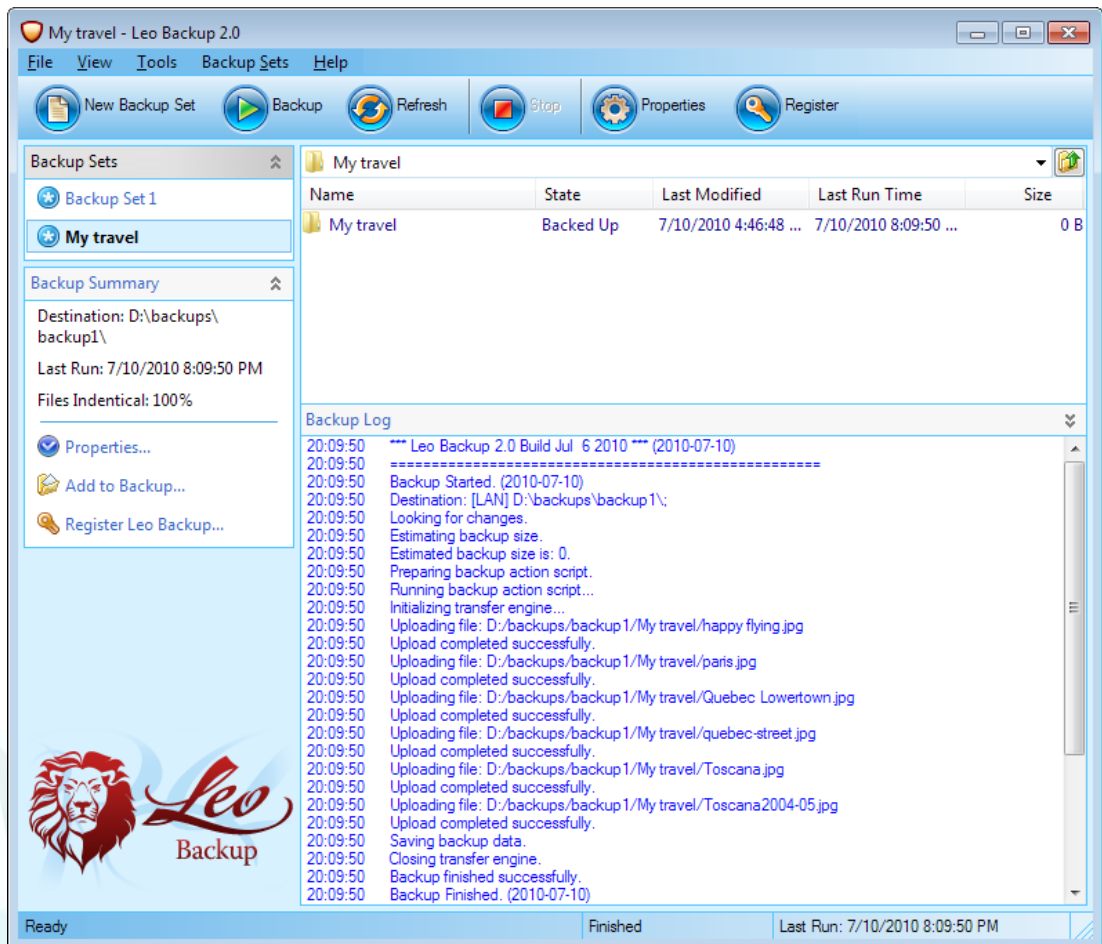 My travel - Leo Backup 2.0
File View Tools Backup Sets Help
New Backup Set Backup Refresh Stop Properties Register
Backup Sets
Backup Set 1
My travel
Backup Summary
Destination: D:\backups\
backup1\
Last Run: 7/10/2010 8:09:50 PM
Files Indentical: 100%
Properties...
Add to Backup...
Register Leo Backup...
Leo
Backup
My travel
Name State Last Modified Last Run Time Size
My travel Backed Up 7/10/2010 4:46:48 ... 7/10/2010 8:09:50 ... 0 B
Backup Log
20:09:50 *** Leo Backup 2.0 Build Jul 6 2010 *** (2010-07-10)
20:09:50 ====================================================
20:09:50 Backup Started. (2010-07-10)
20:09:50 Destination: [LAN] D:\backups\backup1\;
20:09:50 Looking for changes.
20:09:50 Estimating backup size.
20:09:50 Estimated backup size is: 0.
20:09:50 Preparing backup action script.
20:09:50 Running backup action script...
20:09:50 Initializing transfer engine...
20:09:50 Uploading file: D:/backups/backup1/My travel/happy flying.jpg
20:09:50 Upload completed successfully.
20:09:50 Uploading file: D:/backups/backup1/My travel/paris.jpg
20:09:50 Upload completed successfully.
20:09:50 Uploading file: D:/backups/backup1/My travel/Quebec Lowertown.jpg
20:09:50 Upload completed successfully.
20:09:50 Uploading file: D:/backups/backup1/My travel/quebec-street.jpg
20:09:50 Upload completed successfully.
20:09:50 Uploading file: D:/backups/backup1/My travel/Toscana.jpg
20:09:50 Upload completed successfully.
20:09:50 Uploading file: D:/backups/backup1/My travel/Toscana2004-05.jpg
20:09:50 Upload completed successfully.
20:09:50 Saving backup data.
20:09:50 Closing transfer engine.
20:09:50 Backup finished successfully.
20:09:50 Backup Finished. (2010-07-10)
Ready Finished Last Run: 7/10/2010 8:09:50 PM